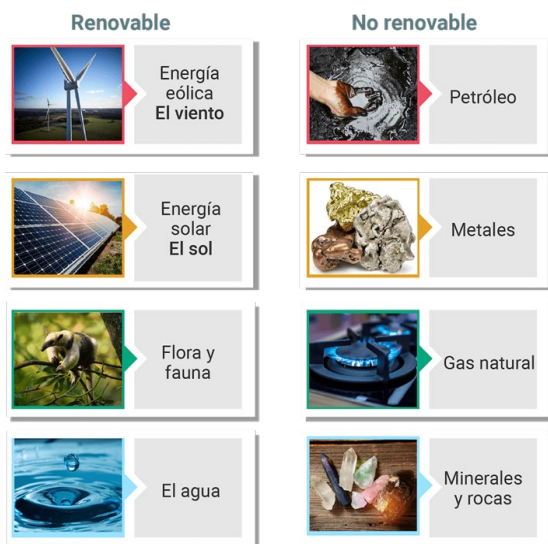 Renovable
Energía
eólica
El viento
Energía
solar
El sol
Flora y
fauna
El agua
No renovable
Petróleo
Metales
Gas natural
Minerales
y rocas